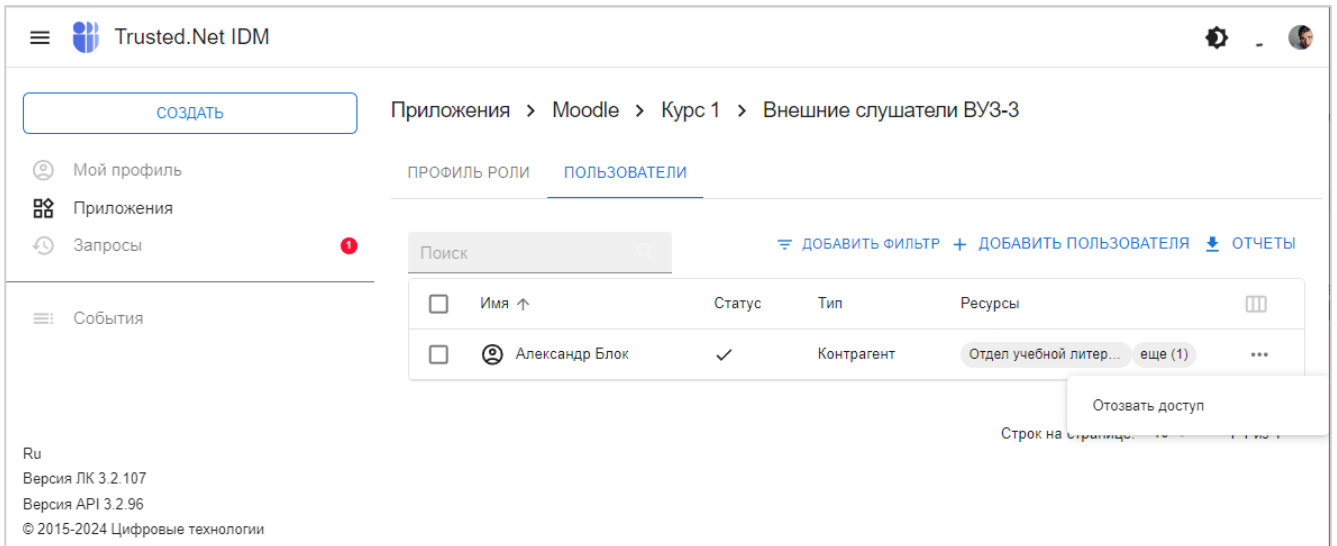 Trusted.Net IDM
СОЗДАТЬ
Приложения > Moodle > Курс 1 > Внешние слушатели ВУЗ-3
Мой профиль
ПРОФИЛЬ РОЛИ ПОЛЬЗОВАТЕЛИ
Приложения
Запросы 1
Поиск ДОБАВИТЬ ФИЛЬТР + ДОБАВИТЬ ПОЛЬЗОВАТЕЛЯ ОТЧЕТЫ
Имя Статус Тип Ресурсы
События
Александр Блок Контрагент Отдел учебной литер... еще (1)
Отозвать доступ
Строк на странице:
Ru
Версия ЛК 3.2.107
Версия API 3.2.96
© 2015-2024 Цифровые технологии